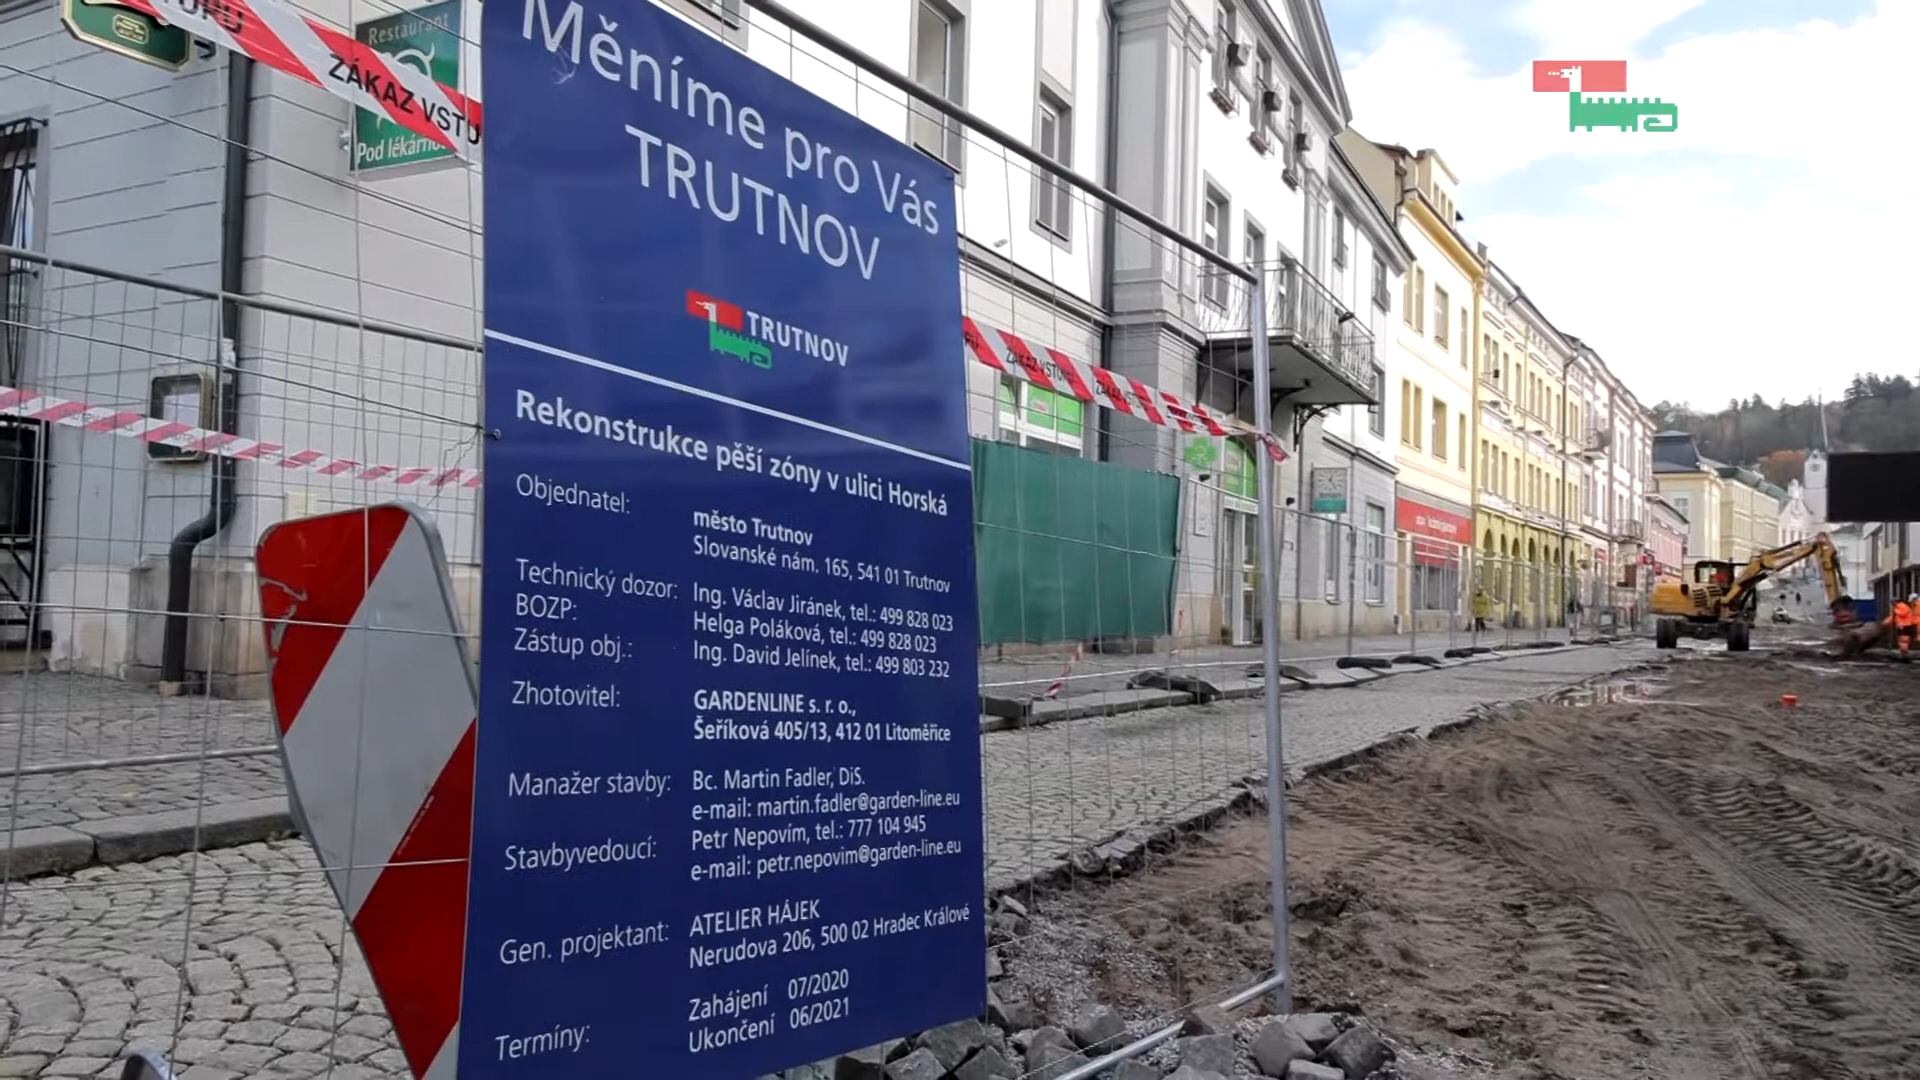 Restaurant
ZÁKAZ VSTU
Pod lékárno
Měníme pro Vás
TRUTNOV
TRUTNOV
Rekonstrukce pěší zóny v ulici Horská
Objednatel:
město Trutnov
Slovanské nám. 165, 541 01 Trutnov
Technický dozor: Ing. Václav Jiránek, tel.: 499 828 023
BOZP: Helga Poláková, tel.: 499 828 023
Zástup obj.: Ing. David Jelínek, tel.: 499 803 232
Zhotovitel: GARDENLINE s. r. o.,
Šeříková 405/13, 412 01 Litoměřice
Manažer stavby: Bc. Martin Fadler, DiS.
e-mail: martin.fadler@garden-line.eu
Stavbyvedoucí: Petr Nepovím, tel.: 777 104 945
e-mail: petr.nepovim@garden-line.eu
Gen. projektant: ATELIER HÁJEK
Nerudova 206, 500 02 Hradec Králové
Termíny: Zahájení 07/2020
Ukončení 06/2021
ZÁKAZ VSTUPU